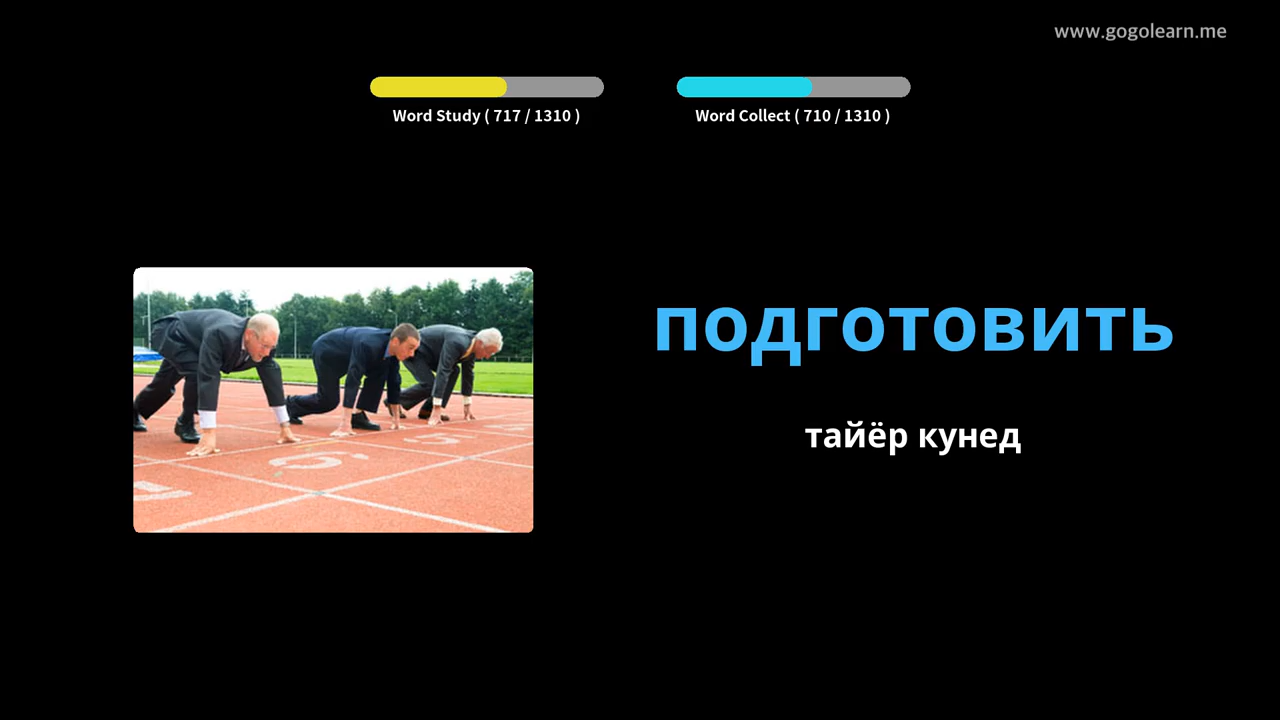 www.gogolearn.me
Word Study ( 717 / 1310 )
Word Collect ( 710 / 1310 )
подготовить
тайёр кунед